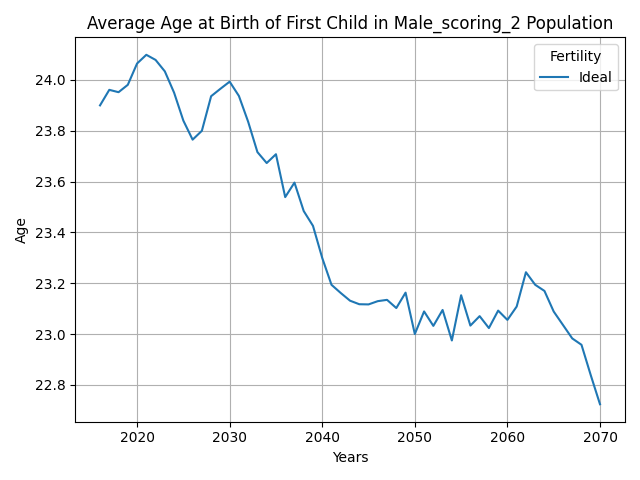 Average Age at Birth of First Child in Male_scoring_2 Population
Fertility
Ideal
24.0
23.8
23.6
23.4
23.2
23.0
22.8
Age
2020 2030 2040 2050 2060 2070
Years